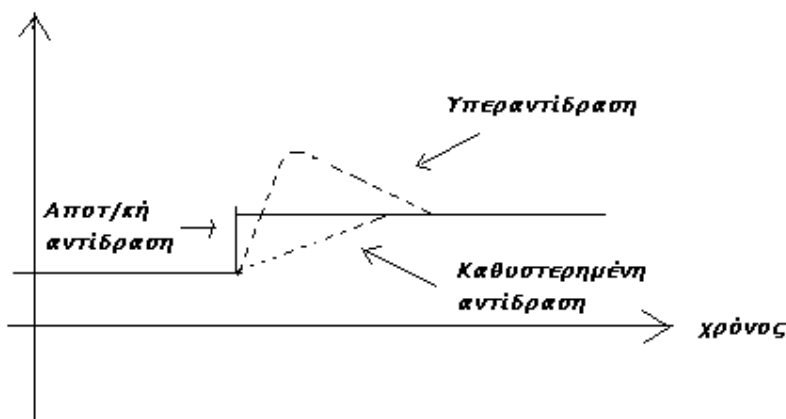 Υπεραντίδραση
Αποτ/κή
αντίδραση
Καθυστερημένη
αντίδραση
χρόνος